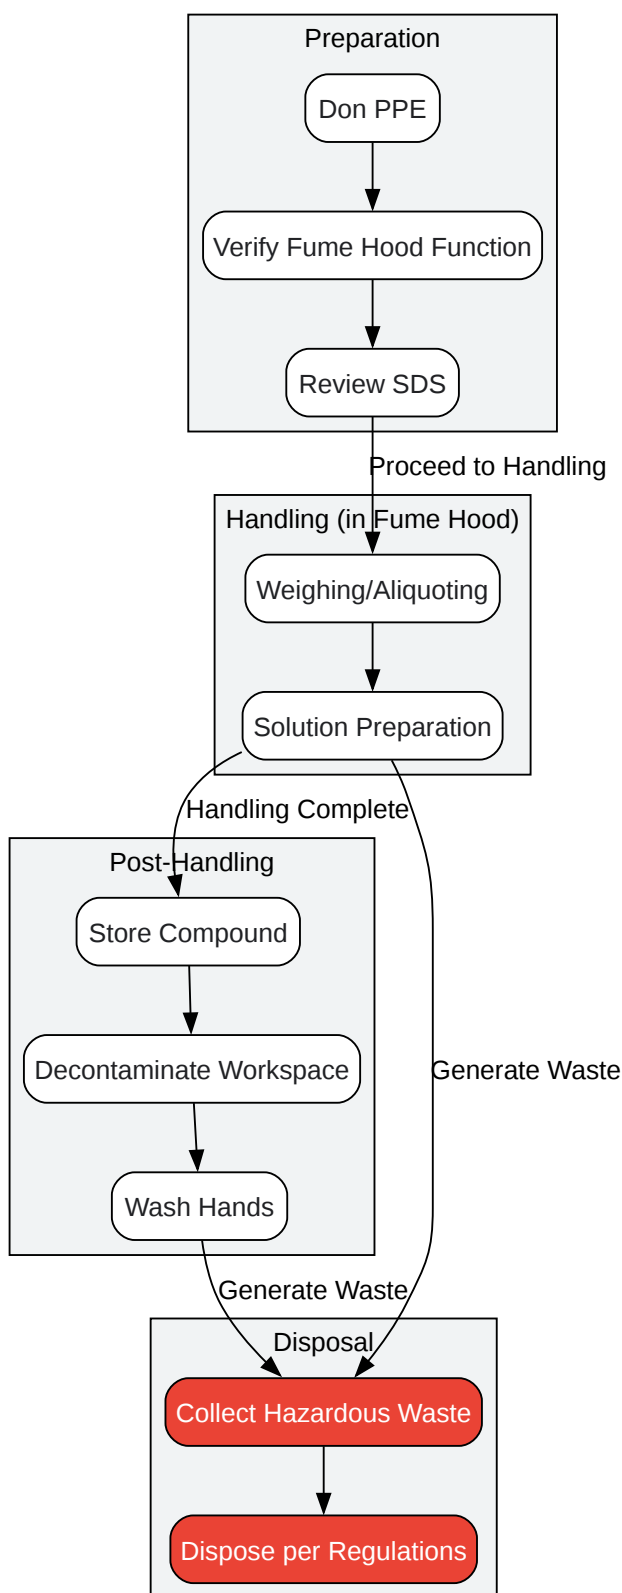 Preparation
Don PPE
Verify Fume Hood Function
Review SDS
Proceed to Handling
Handling (in Fume Hood)
Weighing/Aliquoting
Solution Preparation
Handling Complete
Post-Handling
Store Compound
Decontaminate Workspace
Generate Waste
Wash Hands
Generate Waste
Disposal
Collect Hazardous Waste
Dispose per Regulations